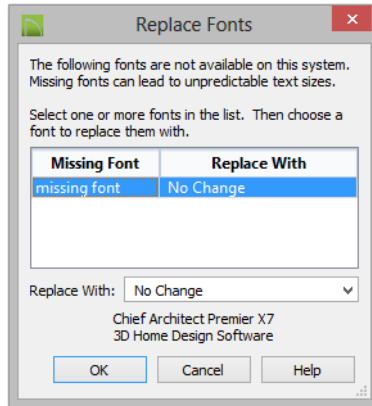 Replace Fonts
The following fonts are not available on this system.
Missing fonts can lead to unpredictable text sizes.
Select one or more fonts in the list. Then choose a
font to replace them with.
Missing Font Replace With
missing font No Change
Replace With: No Change
Chief Architect Premier X7
3D Home Design Software
OK Cancel Help